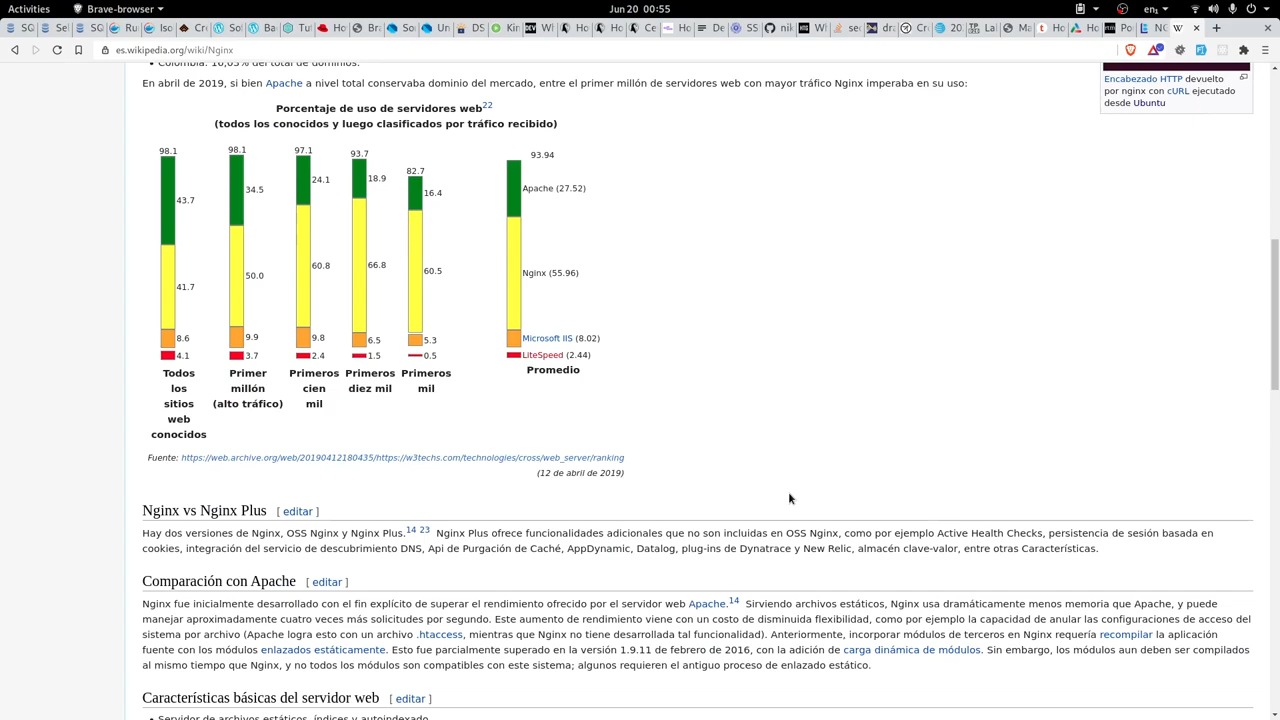 Activities
Brave-browser
Jun 20 00:55
en
es.wikipedia.org/wiki/Nginx
Colombia: 16,63% del total de dominios.
En abril de 2019, si bien Apache a nivel total conservaba dominio del mercado, entre el primer millón de servidores web con mayor tráfico Nginx imperaba en su uso:
Encabezado HTTP devuelto
por nginx con cURL ejecutado
desde Ubuntu
Porcentaje de uso de servidores web22
(todos los conocidos y luego clasificados por tráfico recibido)
98.1 98.1 97.1 93.7 82.7 93.94
43.7 34.5 24.1 18.9 16.4 Apache (27.52)
41.7 50.0 60.8 66.8 60.5 Nginx (55.96)
8.6 9.9 9.8 6.5 5.3 Microsoft IIS (8.02)
4.1 3.7 2.4 1.5 0.5 LiteSpeed (2.44)
Todos los sitios web conocidos
Primer millón (alto tráfico)
Primeros cien mil
Primeros diez mil
Primeros mil
Promedio
Fuente: https://web.archive.org/web/20190412180435/https://w3techs.com/technologies/cross/web_server/ranking
(12 de abril de 2019)
Nginx vs Nginx Plus [ editar ]
Hay dos versiones de Nginx, OSS Nginx y Nginx Plus.14 23 Nginx Plus ofrece funcionalidades adicionales que no son incluidas en OSS Nginx, como por ejemplo Active Health Checks, persistencia de sesión basada en
cookies, integración del servicio de descubrimiento DNS, Api de Purgación de Caché, AppDynamic, Datalog, plug-ins de Dynatrace y New Relic, almacén clave-valor, entre otras Características.
Comparación con Apache [ editar ]
Nginx fue inicialmente desarrollado con el fin explícito de superar el rendimiento ofrecido por el servidor web Apache.14 Sirviendo archivos estáticos, Nginx usa dramáticamente menos memoria que Apache, y puede
manejar aproximadamente cuatro veces más solicitudes por segundo. Este aumento de rendimiento viene con un costo de disminuida flexibilidad, como por ejemplo la capacidad de anular las configuraciones de acceso del
sistema por archivo (Apache logra esto con un archivo .htaccess, mientras que Nginx no tiene desarrollada tal funcionalidad). Anteriormente, incorporar módulos de terceros en Nginx requería recompilar la aplicación
fuente con los módulos enlazados estáticamente. Esto fue parcialmente superado en la versión 1.9.11 de febrero de 2016, con la adición de carga dinámica de módulos. Sin embargo, los módulos aun deben ser compilados
al mismo tiempo que Nginx, y no todos los módulos son compatibles con este sistema; algunos requieren el antiguo proceso de enlazado estático.
Características básicas del servidor web [ editar ]
Servidor de archivos estáticos, índices y autoindexado.